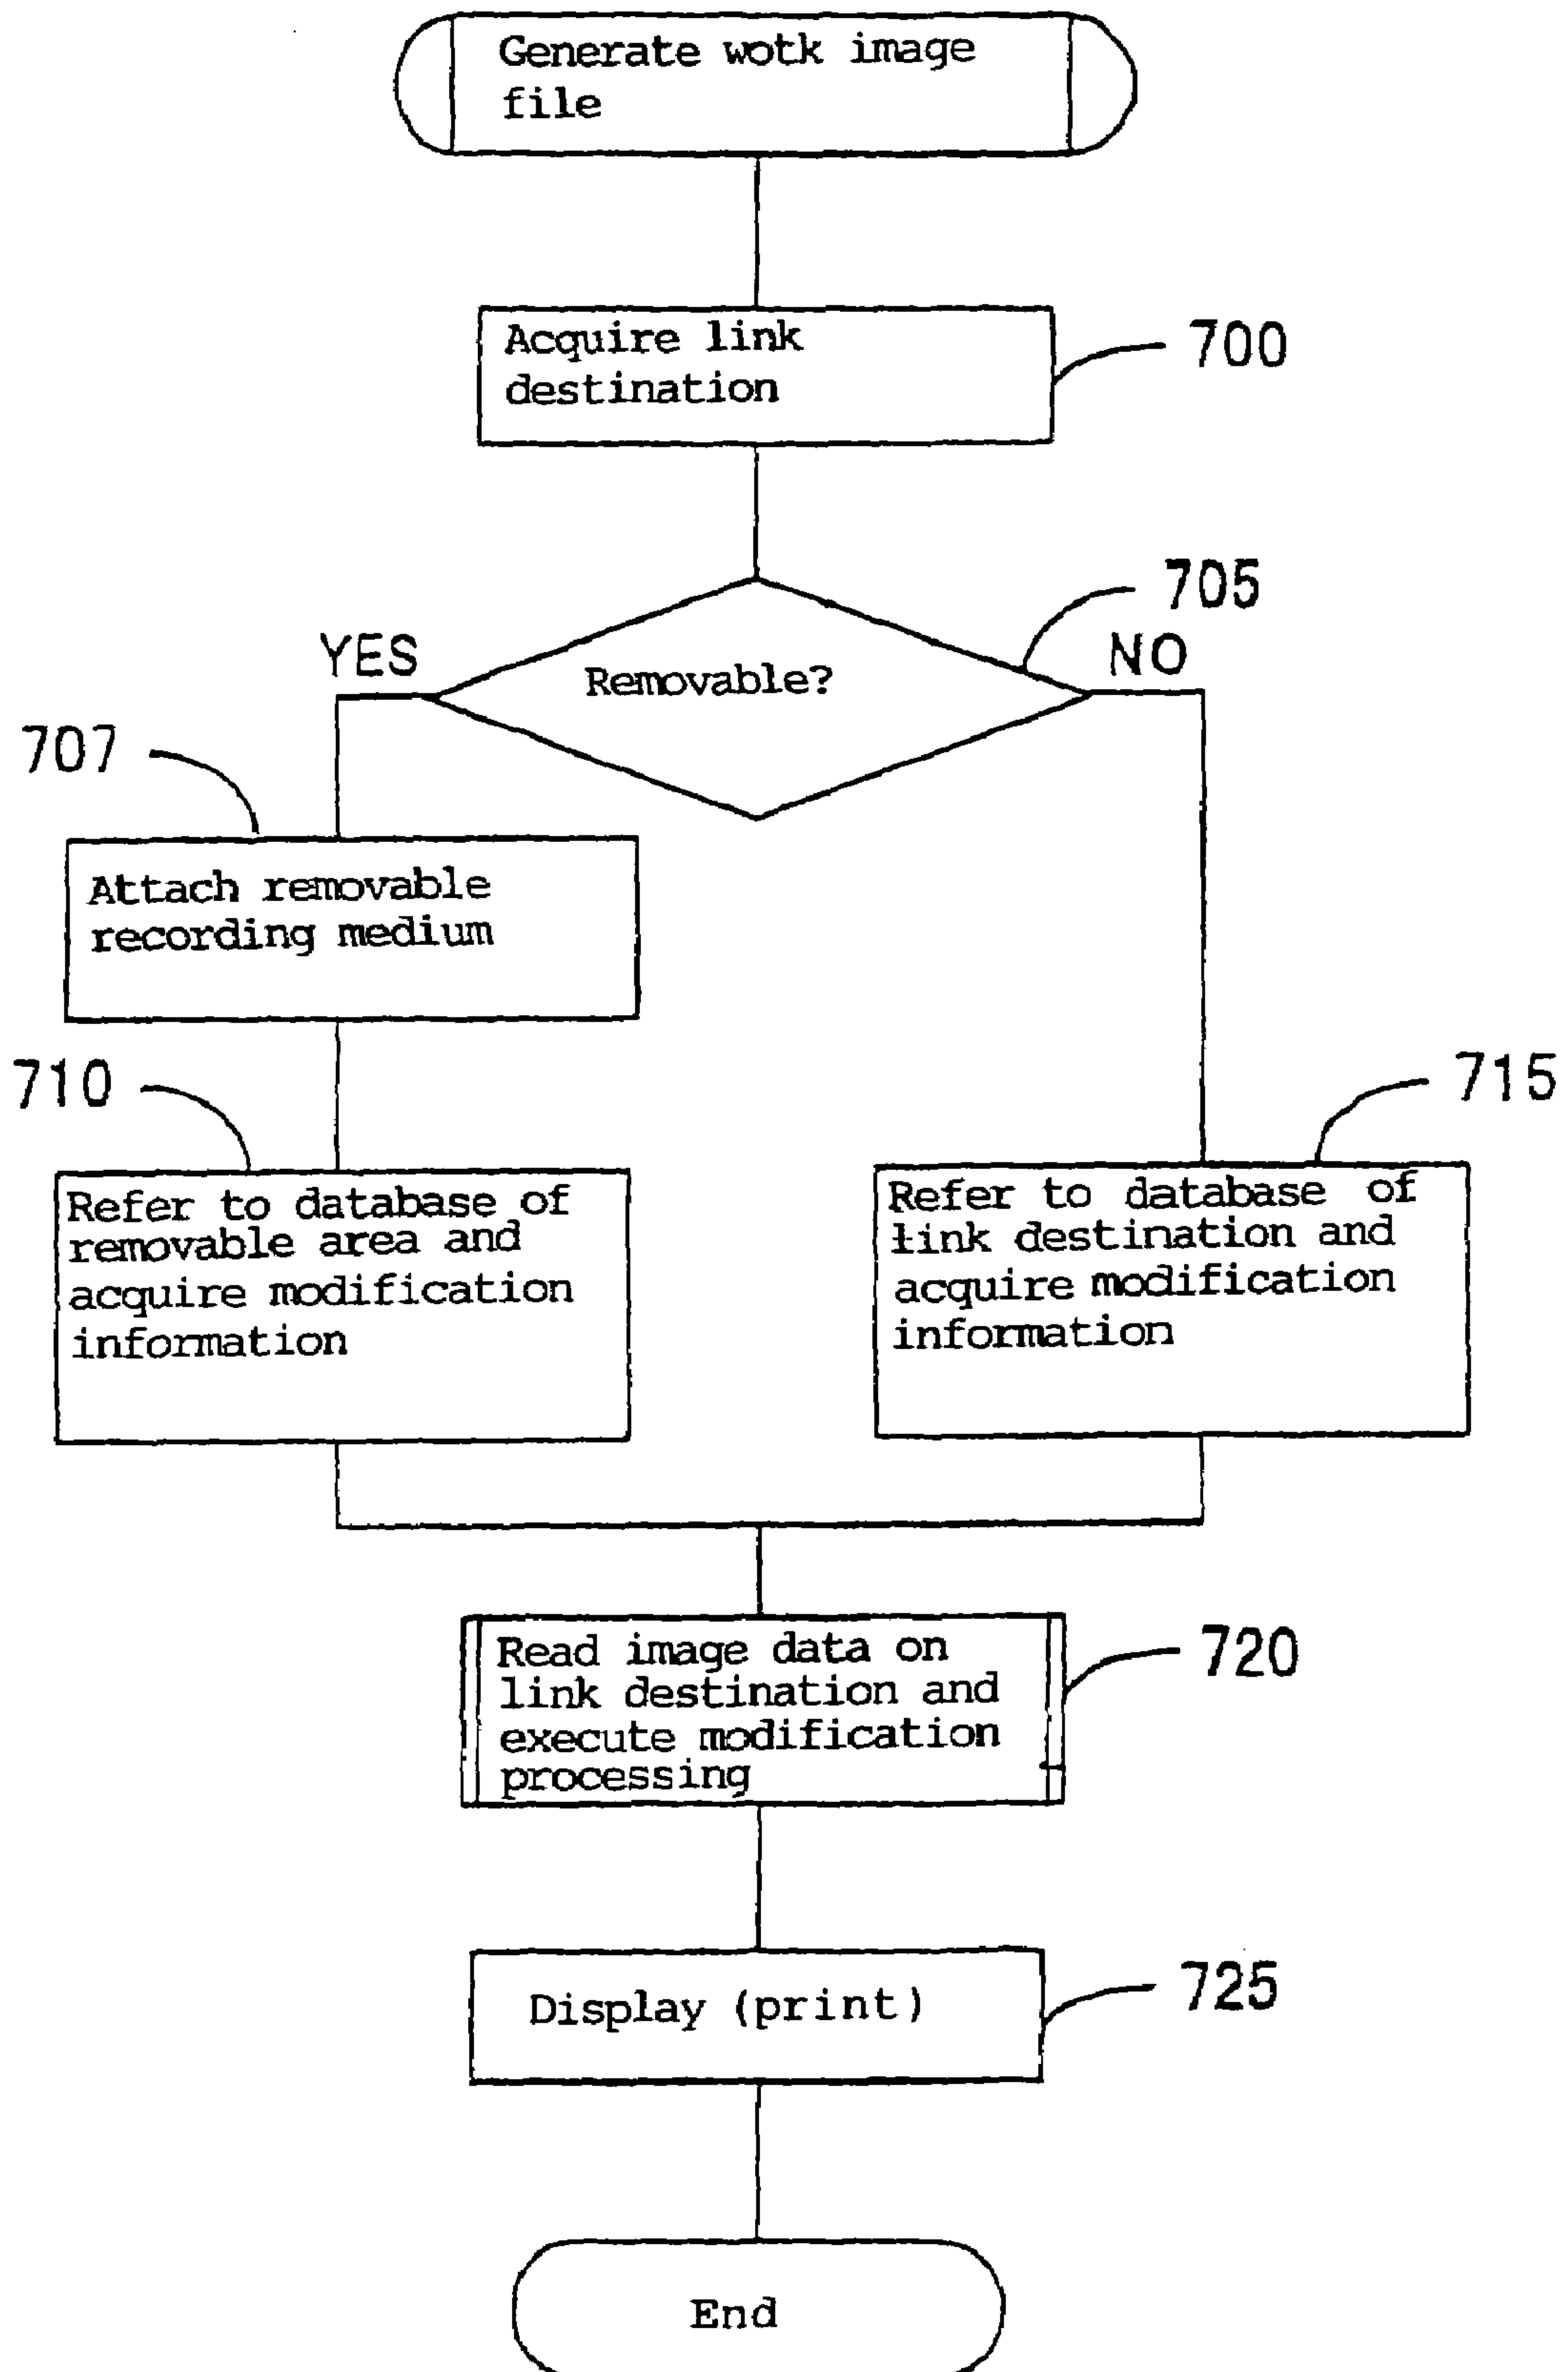 Generate wotk image
file
Acquire link
destination
700
705
YES
Removable?
NO
707
Attach removable
recording medium
710
715
Refer to database of
removable area and
acquire modification
information
Refer to database of
link destination and
acquire modification
information
Read image data on
link destination and
execute modification
processing
720
Display (print)
725
End